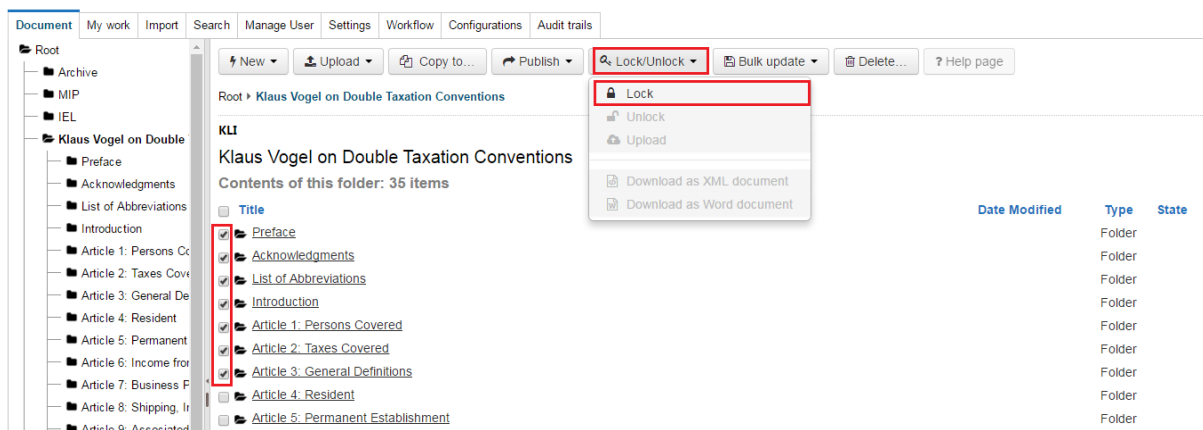 Document My work Import Search Manage User Settings Workflow Configurations Audit trails
Root
Archive
MIP
IEL
Klaus Vogel on Double
Preface
Acknowledgments
List of Abbreviations
Introduction
Article 1: Persons Co
Article 2: Taxes Cove
Article 3: General De
Article 4: Resident
Article 5: Permanent
Article 6: Income from
Article 7: Business P
Article 8: Shipping, In
Article 9: Associated
New Upload Copy to... Publish Lock/Unlock Bulk update Delete... ? Help page
Lock
Unlock
Upload
Download as XML document
Download as Word document
Root Klaus Vogel on Double Taxation Conventions
KLI
Klaus Vogel on Double Taxation Conventions
Contents of this folder: 35 items
Title Date Modified Type State
Preface Folder
Acknowledgments Folder
List of Abbreviations Folder
Introduction Folder
Article 1: Persons Covered Folder
Article 2: Taxes Covered Folder
Article 3: General Definitions Folder
Article 4: Resident Folder
Article 5: Permanent Establishment Folder